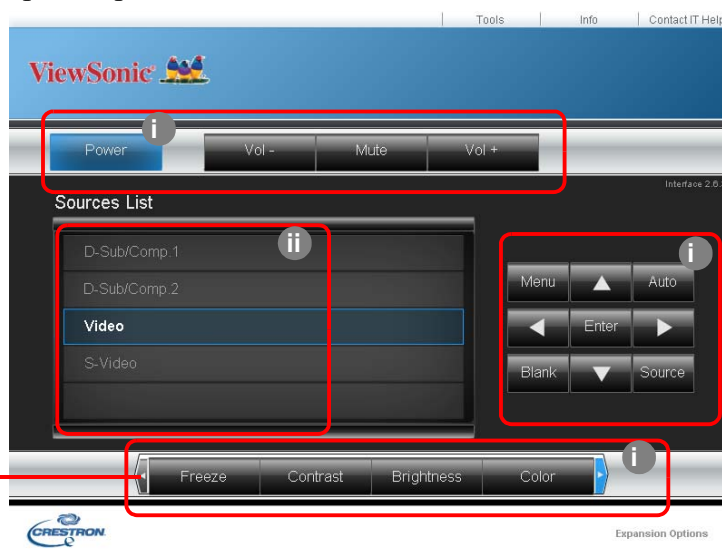 Tools Info Contact IT Help
ViewSonic
i
Power Vol - Mute Vol +
Interface 2.6.
Sources List
ii
i
D-Sub/Comp.1
D-Sub/Comp.2
Video
S-Video
Menu Auto
Enter
Blank Source
i
Freeze Contrast Brightness Color
CRESTRON
Expansion Options